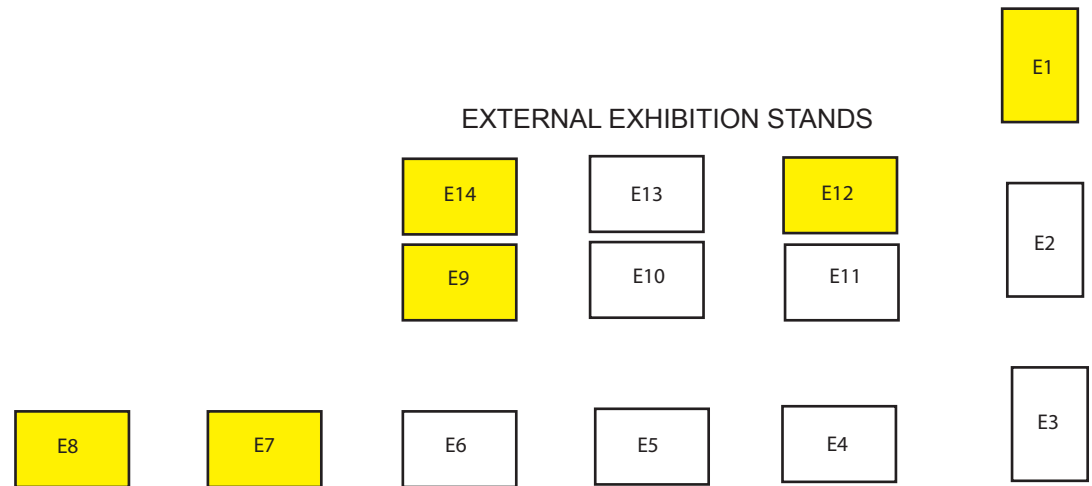 E1
EXTERNAL EXHIBITION STANDS
E14 E13 E12
E2
E9 E10 E11
E3
E8 E7 E6 E5 E4